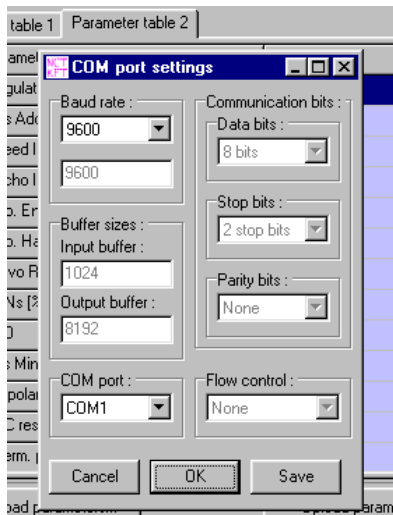 table 1 Parameter table 2
COM port settings
Baud rate :
9600
9600
Buffer sizes :
Input buffer :
1024
Output buffer :
8192
COM port :
COM1
Communication bits :
Data bits :
8 bits
Stop bits :
2 stop bits
Parity bits :
None
Flow control :
None
Cancel OK Save